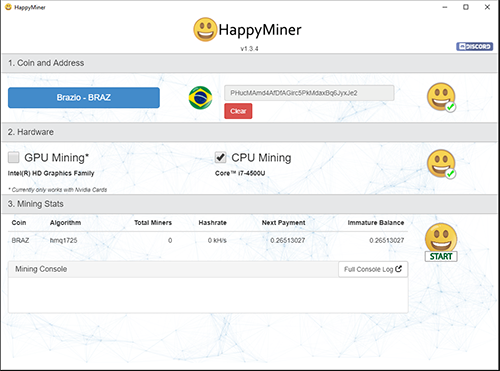 HappyMiner
HappyMiner
v1.3.4
DISCORD
1. Coin and Address
Brazio - BRAZ
PHucMAmd4AfDfAGirc5PkMdaxBq6JyxJe2
Clear
2. Hardware
GPU Mining*
CPU Mining
Intel(R) HD Graphics Family
Core™ i7-4500U
* Currently only works with Nvidia Cards
3. Mining Stats
Coin Algorithm Total Miners Hashrate Next Payment Immature Balance
BRAZ hmq1725 0 0 kH/s 0.26513027 0.26513027
START
Mining Console
Full Console Log